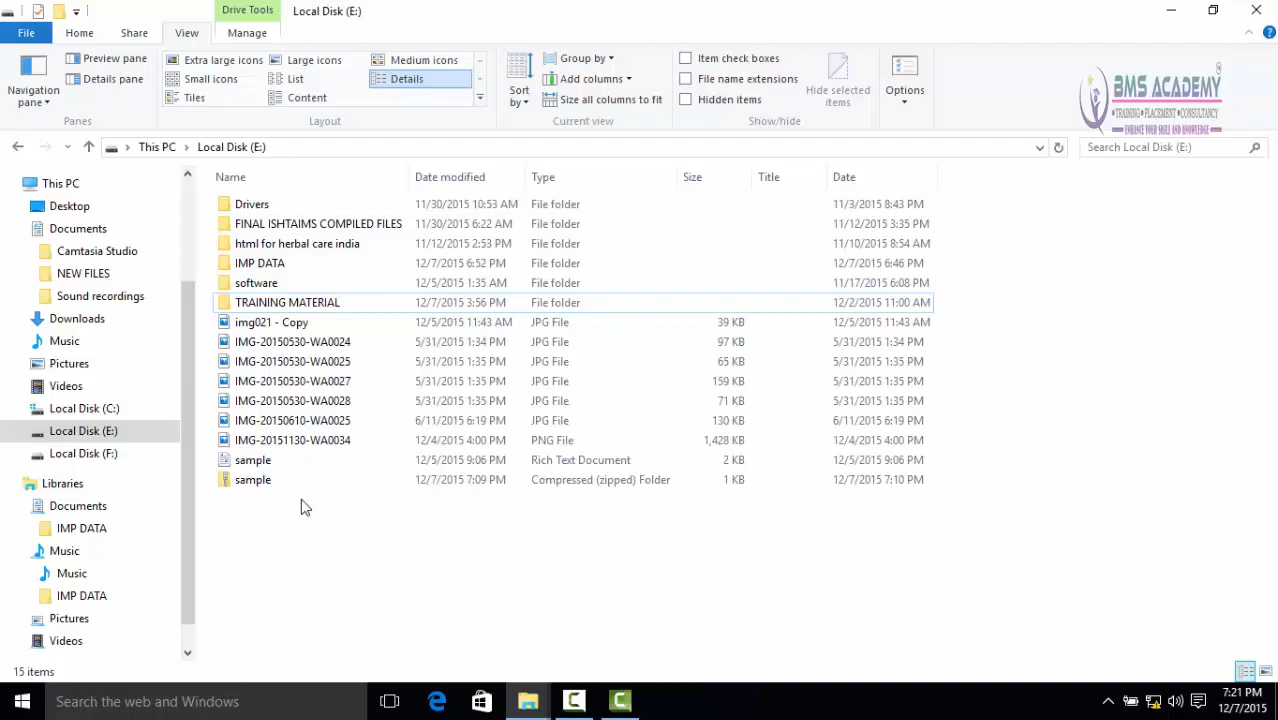 Drive Tools
Local Disk (E:)
File
Home
Share
View
Manage
Navigation pane
Preview pane
Details pane
Panes
Extra large icons
Large icons
Medium icons
Small icons
List
Details
Tiles
Content
Layout
Sort by
Group by
Add columns
Size all columns to fit
Current view
Item check boxes
File name extensions
Hidden items
Hide selected items
Show/hide
Options
BMS ACADEMY
•TRAINING•PLACEMENT•CONSULTANCY
ENHANCE YOUR SKILL AND KNOWLEDGE
This PC
Local Disk (E:)
Search Local Disk (E:)
This PC
Desktop
Documents
Camtasia Studio
NEW FILES
Sound recordings
Downloads
Music
Pictures
Videos
Local Disk (C:)
Local Disk (E:)
Local Disk (F:)
Libraries
Documents
IMP DATA
Music
Music
IMP DATA
Pictures
Videos
Name Date modified Type Size Title Date
Drivers 11/30/2015 10:53 AM File folder 11/3/2015 8:43 PM
FINAL ISHTAIMS COMPILED FILES 11/30/2015 6:22 AM File folder 11/12/2015 3:35 PM
html for herbal care india 11/12/2015 2:53 PM File folder 11/10/2015 8:54 AM
IMP DATA 12/7/2015 6:52 PM File folder 12/7/2015 6:46 PM
software 12/5/2015 1:35 AM File folder 11/17/2015 6:08 PM
TRAINING MATERIAL 12/7/2015 3:56 PM File folder 12/2/2015 11:00 AM
img021 - Copy 12/5/2015 11:43 AM JPG File 39 KB 12/5/2015 11:43 AM
IMG-20150530-WA0024 5/31/2015 1:34 PM JPG File 97 KB 5/31/2015 1:34 PM
IMG-20150530-WA0025 5/31/2015 1:35 PM JPG File 65 KB 5/31/2015 1:35 PM
IMG-20150530-WA0027 5/31/2015 1:35 PM JPG File 159 KB 5/31/2015 1:35 PM
IMG-20150530-WA0028 5/31/2015 1:35 PM JPG File 71 KB 5/31/2015 1:35 PM
IMG-20150610-WA0025 6/11/2015 6:19 PM JPG File 130 KB 6/11/2015 6:19 PM
IMG-20151130-WA0034 12/4/2015 4:00 PM PNG File 1,428 KB 12/4/2015 4:00 PM
sample 12/5/2015 9:06 PM Rich Text Document 2 KB 12/5/2015 9:06 PM
sample 12/7/2015 7:09 PM Compressed (zipped) Folder 1 KB 12/7/2015 7:10 PM
15 items
Search the web and Windows
7:21 PM
12/7/2015